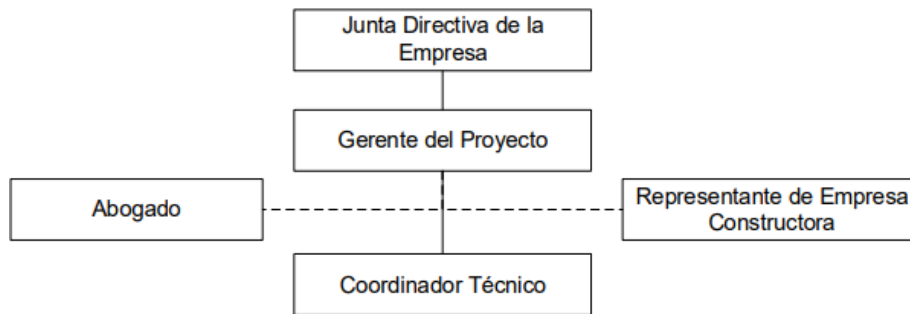 Junta Directiva de la
Empresa
Gerente del Proyecto
Abogado
Representante de Empresa
Constructora
Coordinador Técnico